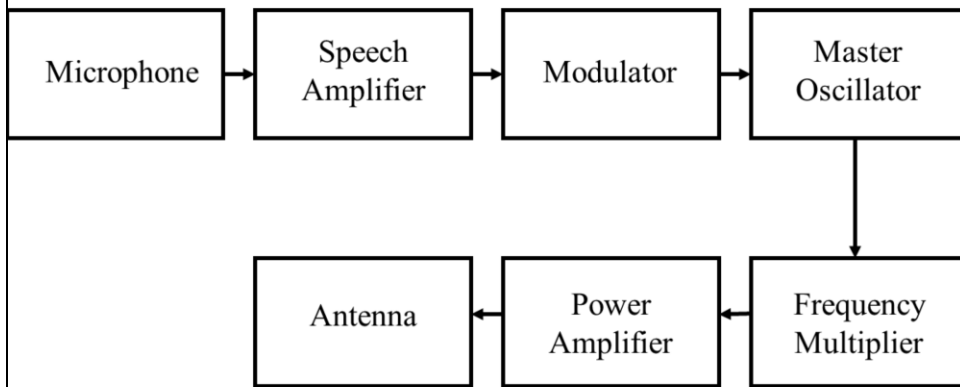 Microphone
Speech
Amplifier
Modulator
Master
Oscillator
Antenna
Power
Amplifier
Frequency
Multiplier